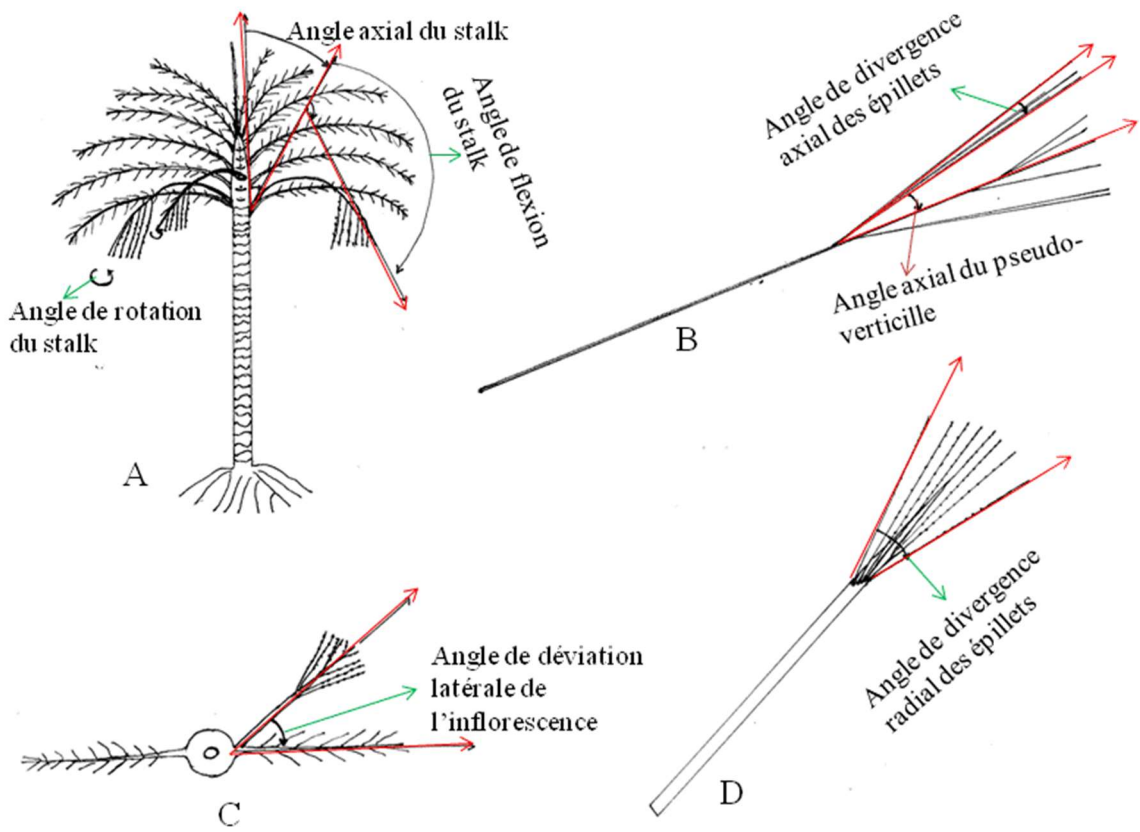 Angle axial du stalk
Angle de flexion
du stalk
Angle de rotation
du stalk
A
Angle de divergence
axial des épillets
Angle axial du pseudo-
verticille
B
Angle de déviation
latérale de
l'inflorescence
C
Angle de divergence
radial des épillets
D